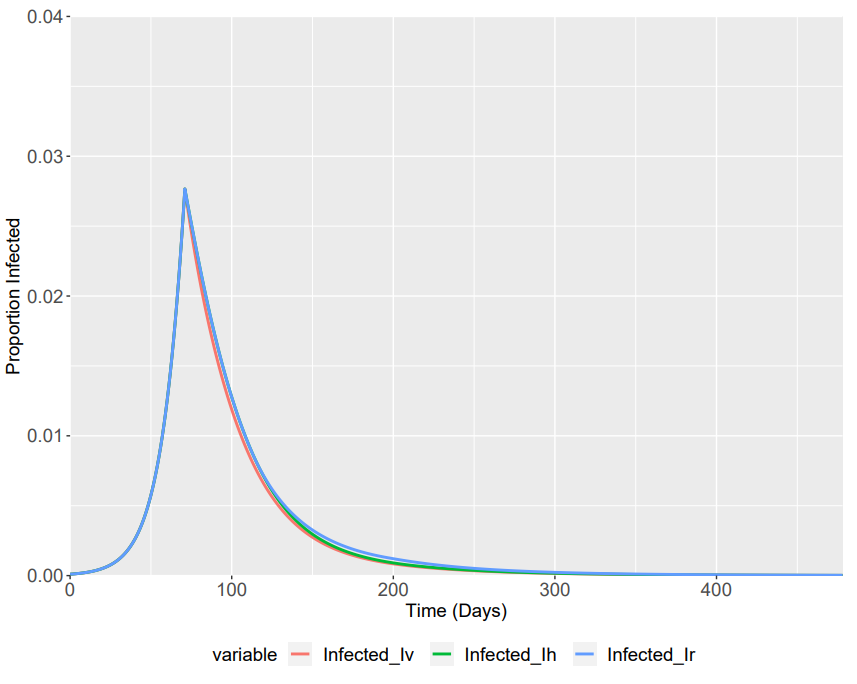 0.04
0.03
0.02
0.01
0.00
Proportion Infected
0 100 200 300 400
Time (Days)
variable Infected_Iv Infected_Ih Infected_Ir